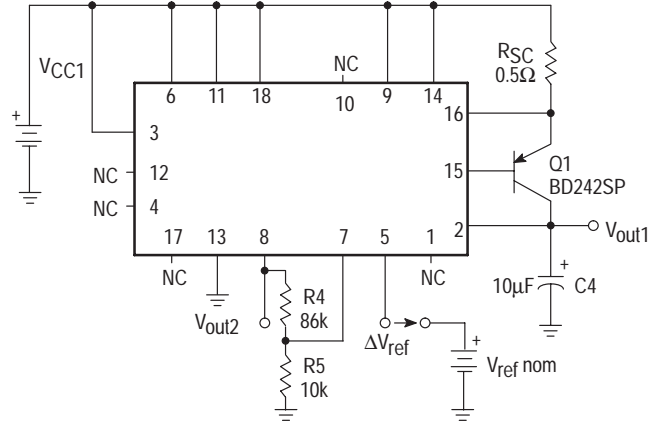 VCC1
NC
RSC
0.5Ω
6
11
18
10
9
14
16
3
NC
12
15
Q1
BD242SP
NC
4
2
Vout1
17
13
8
7
5
1
NC
NC
10μF
C4
R4
86k
Vout2
ΔVref
R5
10k
Vref nom
+
+
+